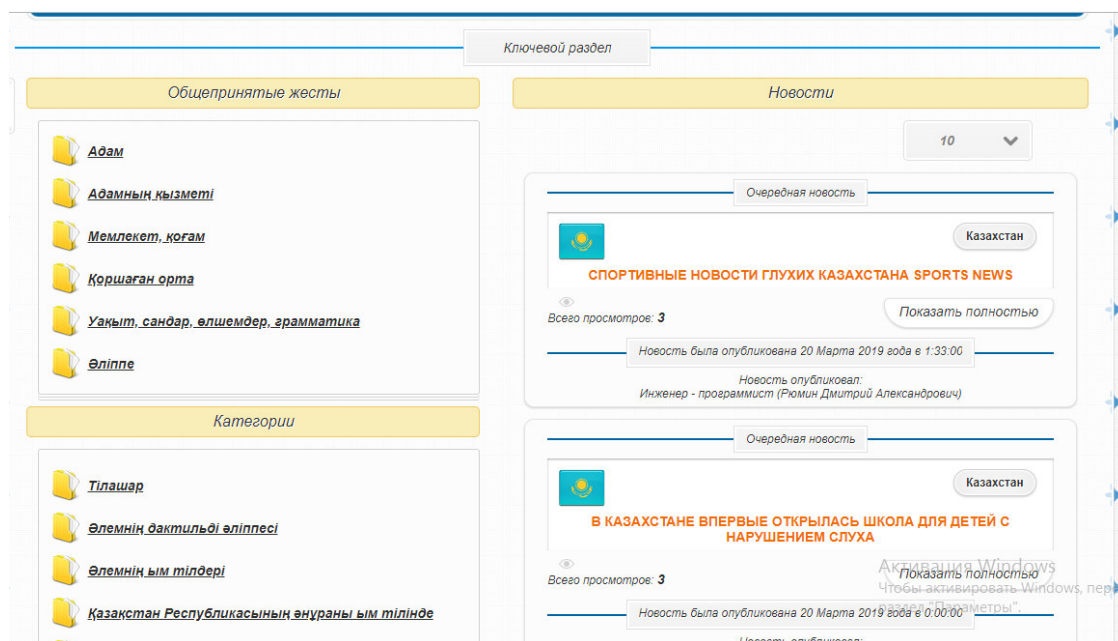 Ключевой раздел
Общепринятые жесты
Адам
Адамның қызметі
Мемлекет, қоғам
Қоршаған орта
Уақыт, сандар, өлшемдер, грамматика
Әліппе
Категории
Тілашар
Әлемнің дактильді әліппесі
Әлемнің ым тілдері
Қазақстан Республикасының әнұраны ым тілінде
Новости
10
Очередная новость
Казахстан
СПОРТИВНЫЕ НОВОСТИ ГЛУХИХ КАЗАХСТАНА SPORTS NEWS
Всего просмотров: 3
Показать полностью
Новость была опубликована 20 Марта 2019 года в 1:33:00
Новость опубликовал:
Инженер - программист (Рюмин Дмитрий Александрович)
Очередная новость
Казахстан
В КАЗАХСТАНЕ ВПЕРВЫЕ ОТКРЫЛАСЬ ШКОЛА ДЛЯ ДЕТЕЙ С
НАРУШЕНИЕМ СЛУХА
Всего просмотров: 3
Показать полностью
Новость была опубликована 20 Марта 2019 года в 0:00:00
Новость опубликовал:
Активация Windows
Чтобы активировать Windows, пер
раздел "Параметры".